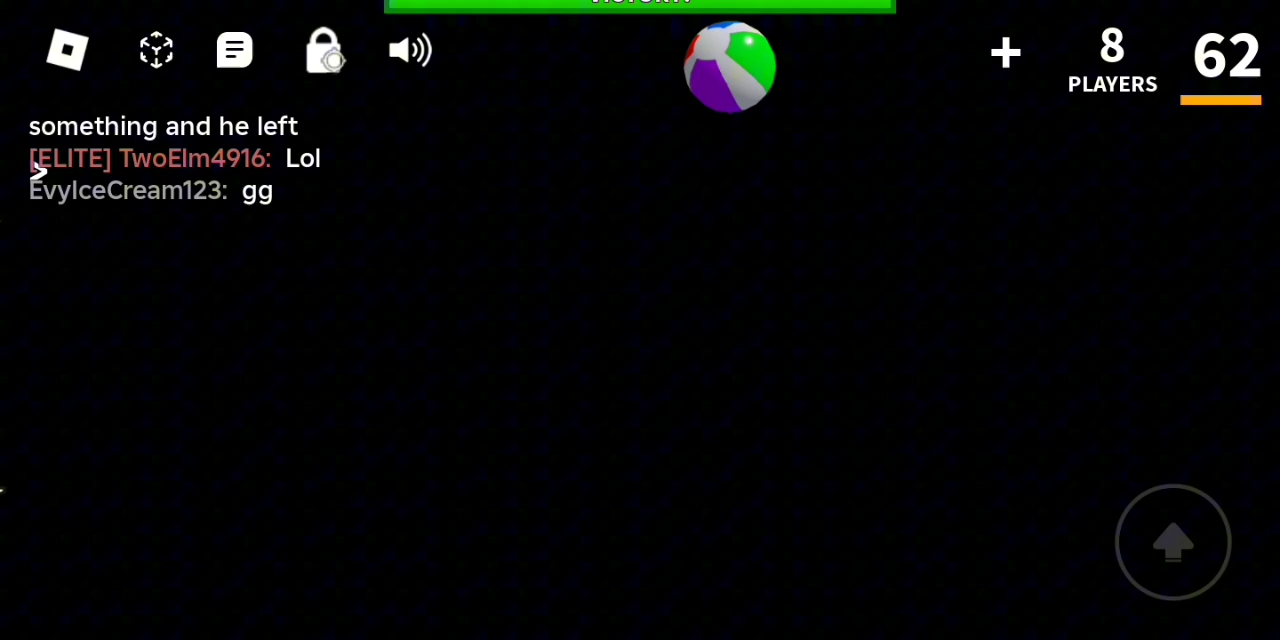 8
62
PLAYERS
something and he left
[ELITE] TwoElm4916: Lol
EvyIceCream123: gg